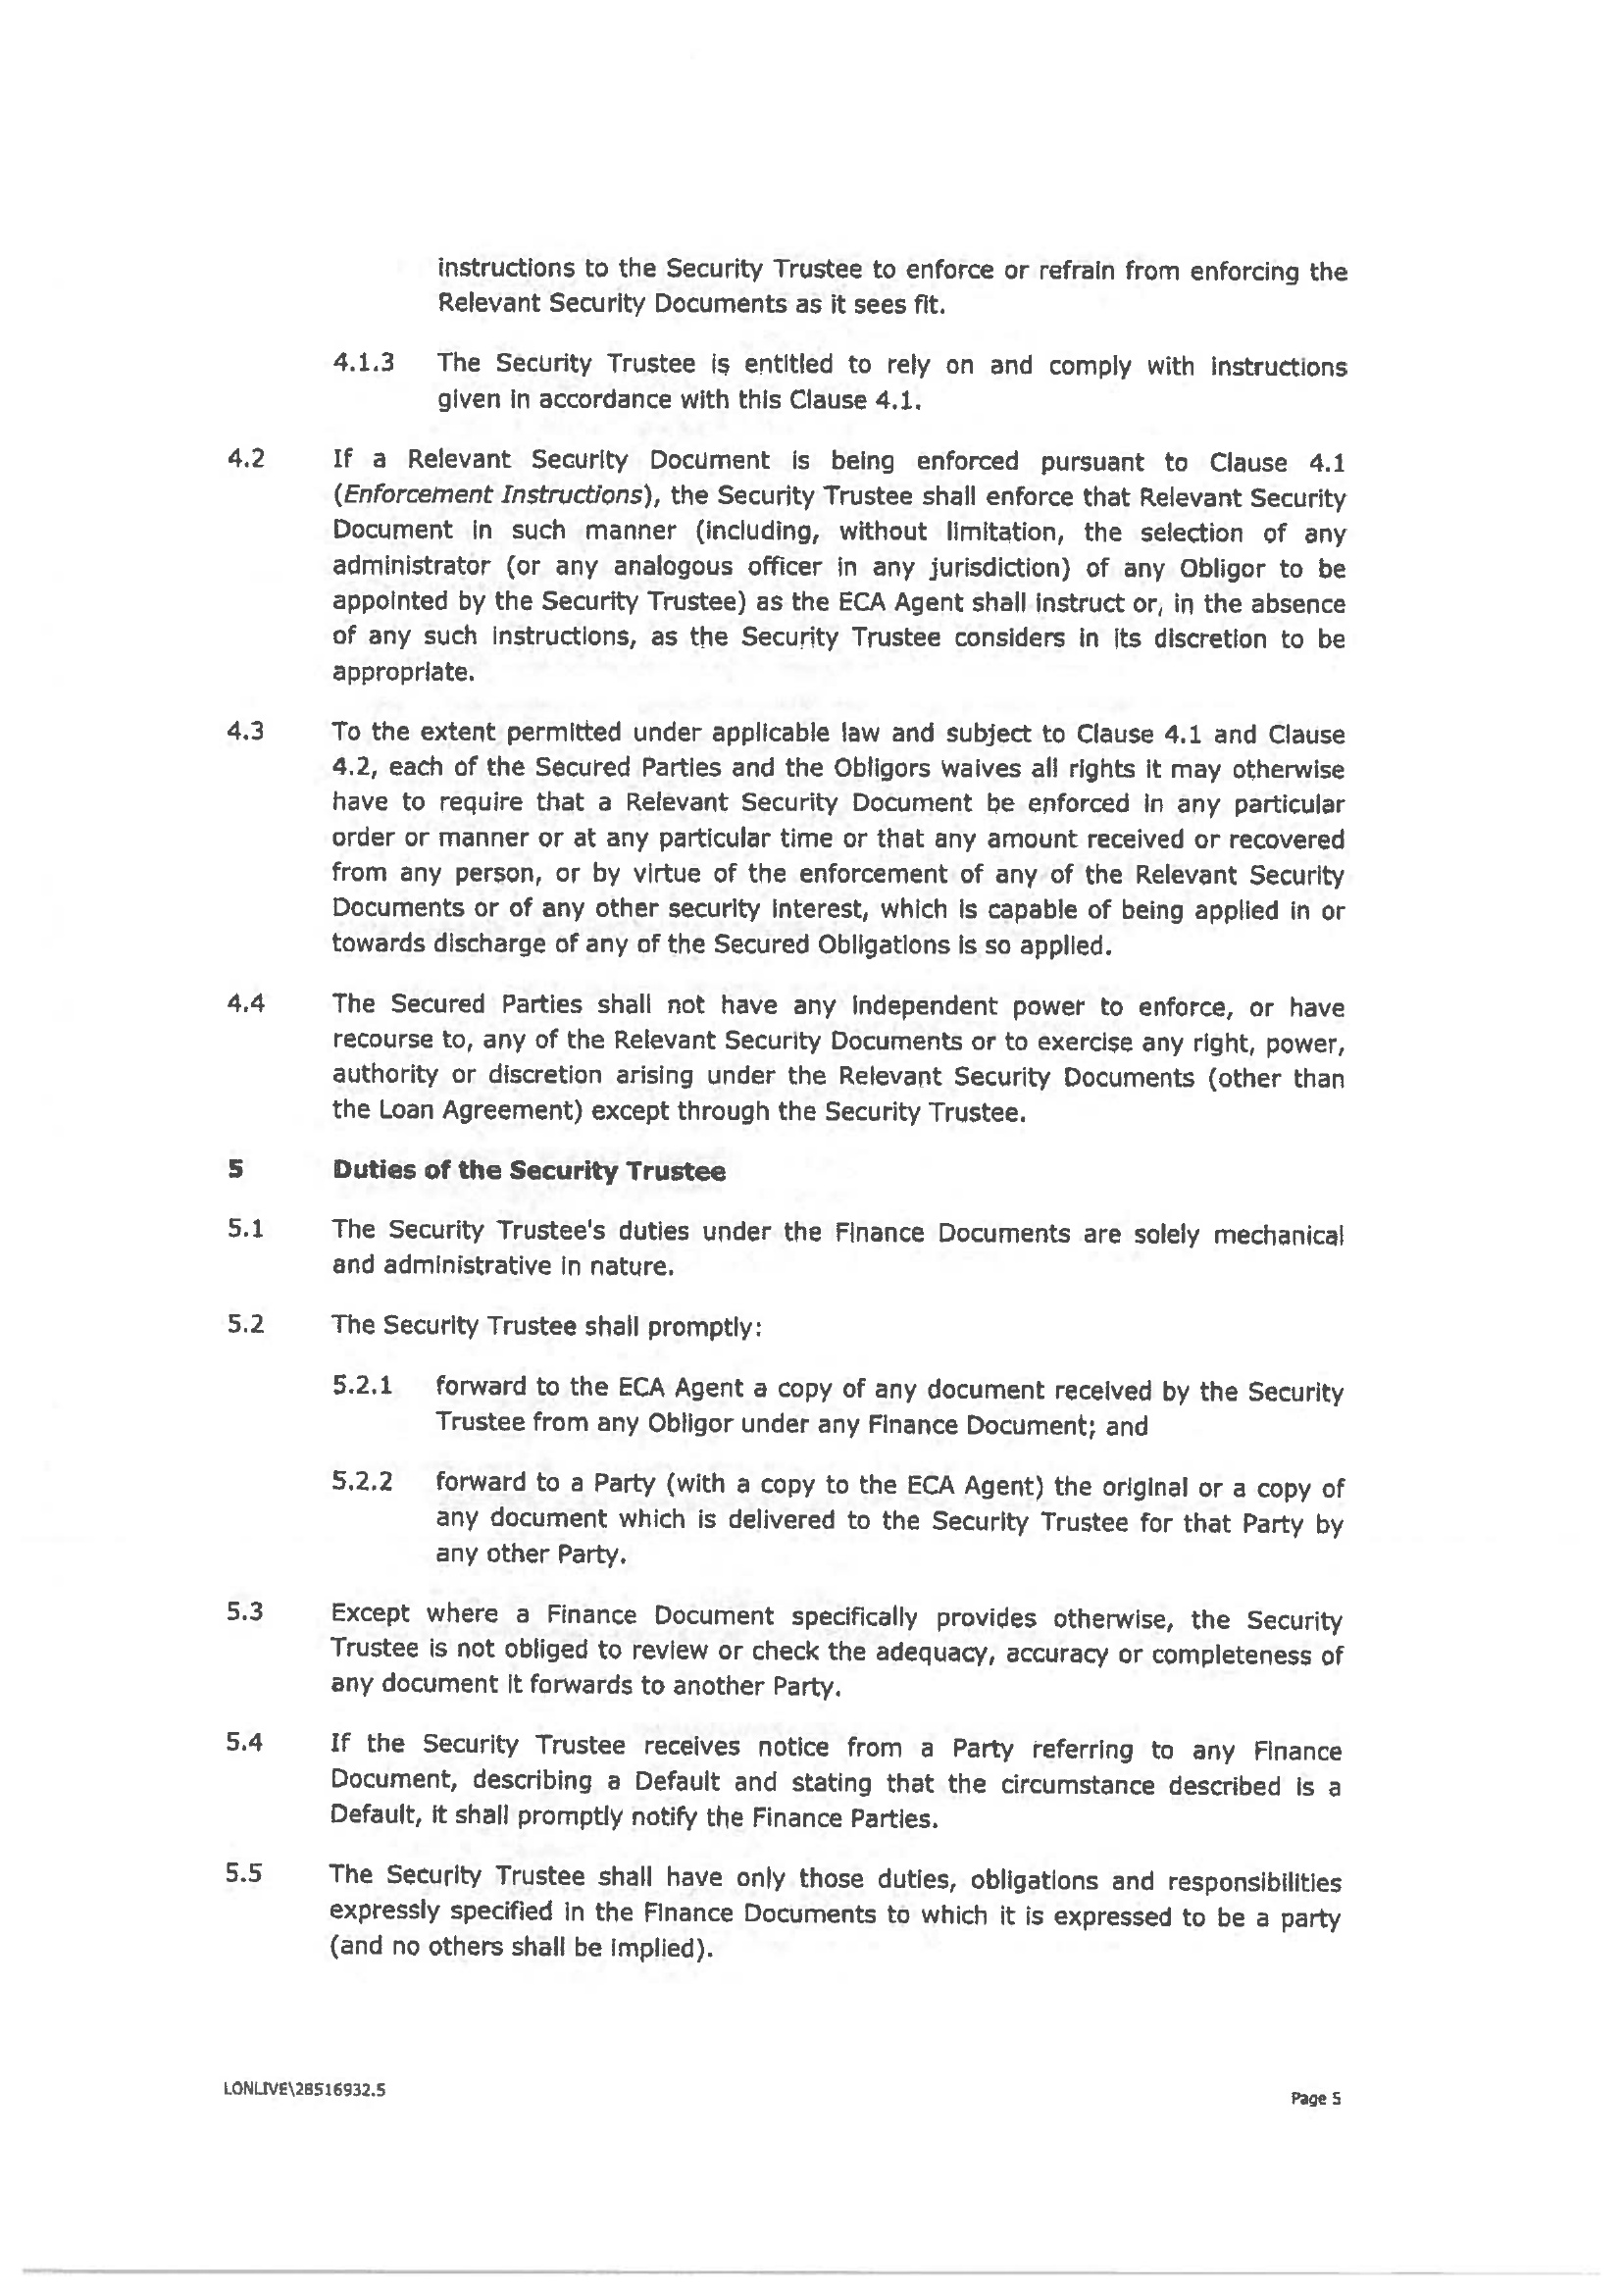 instructions to the Security Trustee to enforce or refrain from enforcing the
Relevant Security Documents as it sees fit.
4.1.3 The Security Trustee is entitled to rely on and comply with instructions
given in accordance with this Clause 4.1.
4.2 If a Relevant Security Document is being enforced pursuant to Clause 4.1
(Enforcement Instructions), the Security Trustee shall enforce that Relevant Security
Document in such manner (including, without limitation, the selection of any
administrator (or any analogous officer in any jurisdiction) of any Obligor to be
appointed by the Security Trustee) as the ECA Agent shall instruct or, in the absence
of any such instructions, as the Security Trustee considers in its discretion to be
appropriate.
4.3 To the extent permitted under applicable law and subject to Clause 4.1 and Clause
4.2, each of the Secured Parties and the Obligors waives all rights it may otherwise
have to require that a Relevant Security Document be enforced in any particular
order or manner or at any particular time or that any amount received or recovered
from any person, or by virtue of the enforcement of any of the Relevant Security
Documents or of any other security interest, which is capable of being applied in or
towards discharge of any of the Secured Obligations is so applied.
4.4 The Secured Parties shall not have any independent power to enforce, or have
recourse to, any of the Relevant Security Documents or to exercise any right, power,
authority or discretion arising under the Relevant Security Documents (other than
the Loan Agreement) except through the Security Trustee.
5 Duties of the Security Trustee
5.1 The Security Trustee's duties under the Finance Documents are solely mechanical
and administrative in nature.
5.2 The Security Trustee shall promptly:
5.2.1 forward to the ECA Agent a copy of any document received by the Security
Trustee from any Obligor under any Finance Document; and
5.2.2 forward to a Party (with a copy to the ECA Agent) the original or a copy of
any document which is delivered to the Security Trustee for that Party by
any other Party.
5.3 Except where a Finance Document specifically provides otherwise, the Security
Trustee is not obliged to review or check the adequacy, accuracy or completeness of
any document it forwards to another Party.
5.4 If the Security Trustee receives notice from a Party referring to any Finance
Document, describing a Default and stating that the circumstance described is a
Default, it shall promptly notify the Finance Parties.
5.5 The Security Trustee shall have only those duties, obligations and responsibilities
expressly specified in the Finance Documents to which it is expressed to be a party
(and no others shall be implied).
LONLIVE\28516932.5
Page 5